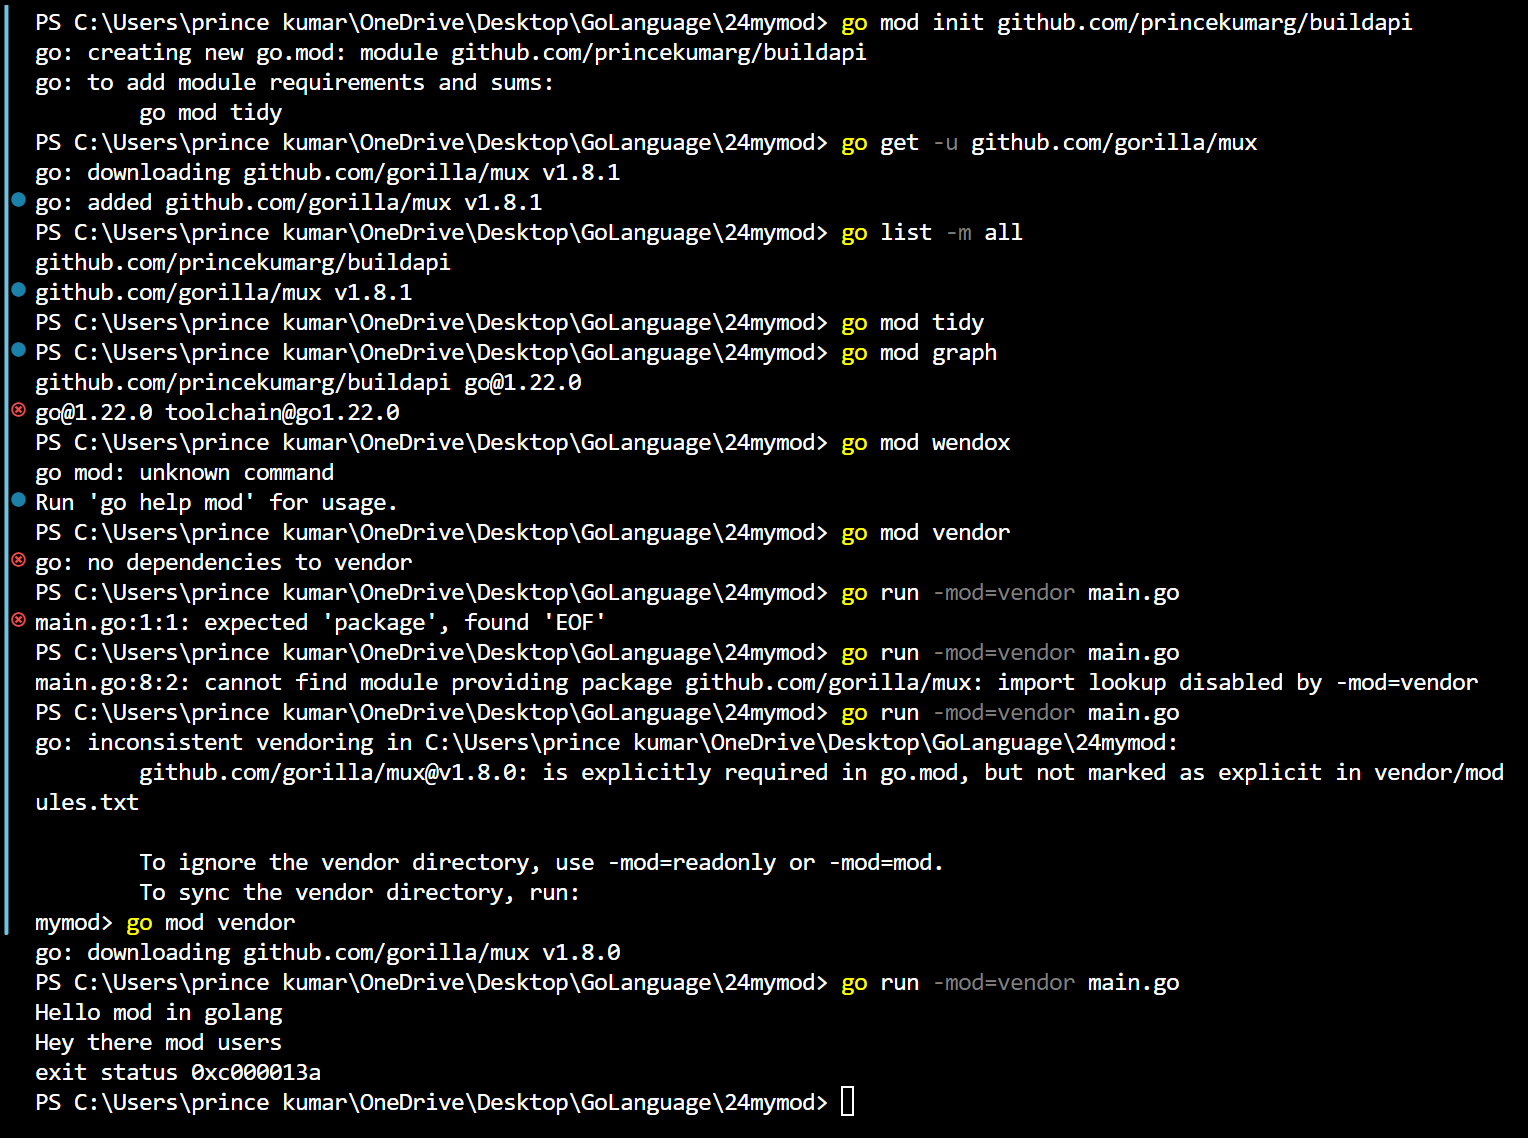 PS C:\Users\prince kumar\OneDrive\Desktop\GoLanguage\24mymod> go mod init github.com/princekumarg/buildapi
go: creating new go.mod: module github.com/princekumarg/buildapi
go: to add module requirements and sums:
        go mod tidy
PS C:\Users\prince kumar\OneDrive\Desktop\GoLanguage\24mymod> go get -u github.com/gorilla/mux
go: downloading github.com/gorilla/mux v1.8.1
go: added github.com/gorilla/mux v1.8.1
PS C:\Users\prince kumar\OneDrive\Desktop\GoLanguage\24mymod> go list -m all
github.com/princekumarg/buildapi
github.com/gorilla/mux v1.8.1
PS C:\Users\prince kumar\OneDrive\Desktop\GoLanguage\24mymod> go mod tidy
PS C:\Users\prince kumar\OneDrive\Desktop\GoLanguage\24mymod> go mod graph
github.com/princekumarg/buildapi go@1.22.0
go@1.22.0 toolchain@go1.22.0
PS C:\Users\prince kumar\OneDrive\Desktop\GoLanguage\24mymod> go mod wendox
go mod: unknown command
Run 'go help mod' for usage.
PS C:\Users\prince kumar\OneDrive\Desktop\GoLanguage\24mymod> go mod vendor
go: no dependencies to vendor
PS C:\Users\prince kumar\OneDrive\Desktop\GoLanguage\24mymod> go run -mod=vendor main.go
main.go:1:1: expected 'package', found 'EOF'
PS C:\Users\prince kumar\OneDrive\Desktop\GoLanguage\24mymod> go run -mod=vendor main.go
main.go:8:2: cannot find module providing package github.com/gorilla/mux: import lookup disabled by -mod=vendor
PS C:\Users\prince kumar\OneDrive\Desktop\GoLanguage\24mymod> go run -mod=vendor main.go
go: inconsistent vendoring in C:\Users\prince kumar\OneDrive\Desktop\GoLanguage\24mymod:
        github.com/gorilla/mux@v1.8.0: is explicitly required in go.mod, but not marked as explicit in vendor/mod
ules.txt
        To ignore the vendor directory, use -mod=readonly or -mod=mod.
        To sync the vendor directory, run:
mymod> go mod vendor
go: downloading github.com/gorilla/mux v1.8.0
PS C:\Users\prince kumar\OneDrive\Desktop\GoLanguage\24mymod> go run -mod=vendor main.go
Hello mod in golang
Hey there mod users
exit status 0xc000013a
PS C:\Users\prince kumar\OneDrive\Desktop\GoLanguage\24mymod>